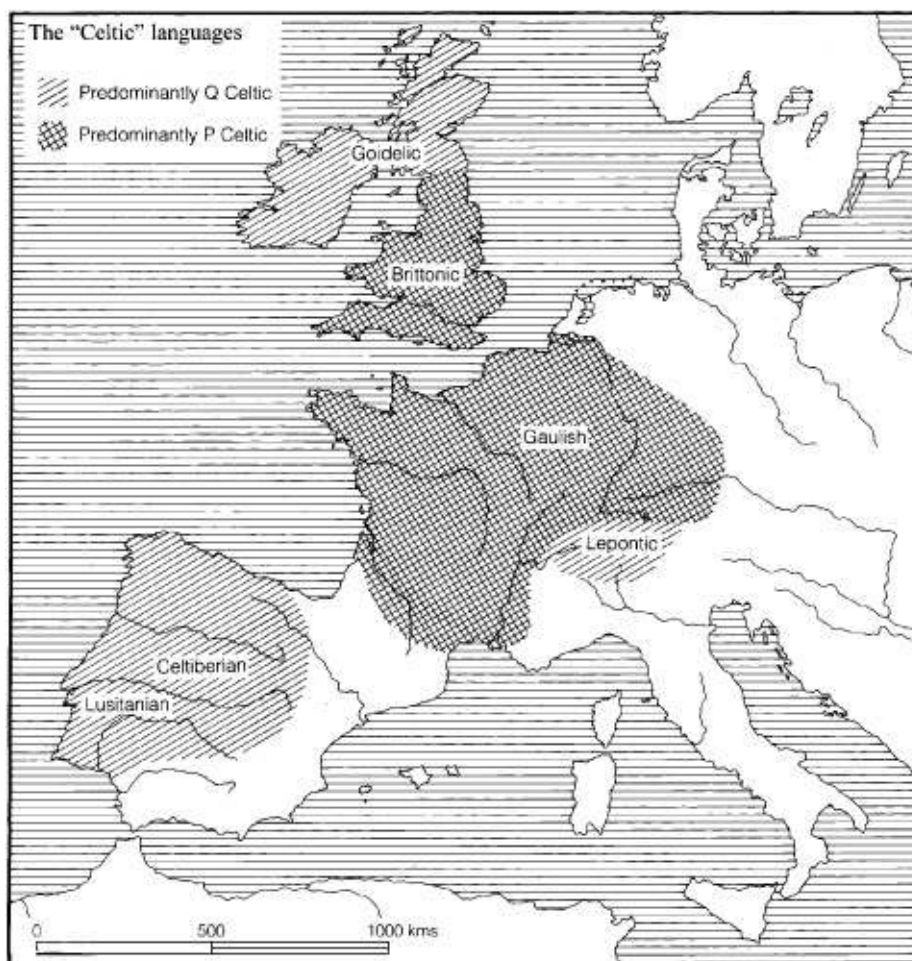 The “Celtic” languages
Predominantly Q Celtic
Predominantly P Celtic
Goidelic
Brittonic
Gaulish
Lepontic
Celtiberian
Lusitanian
0 500 1000 kms